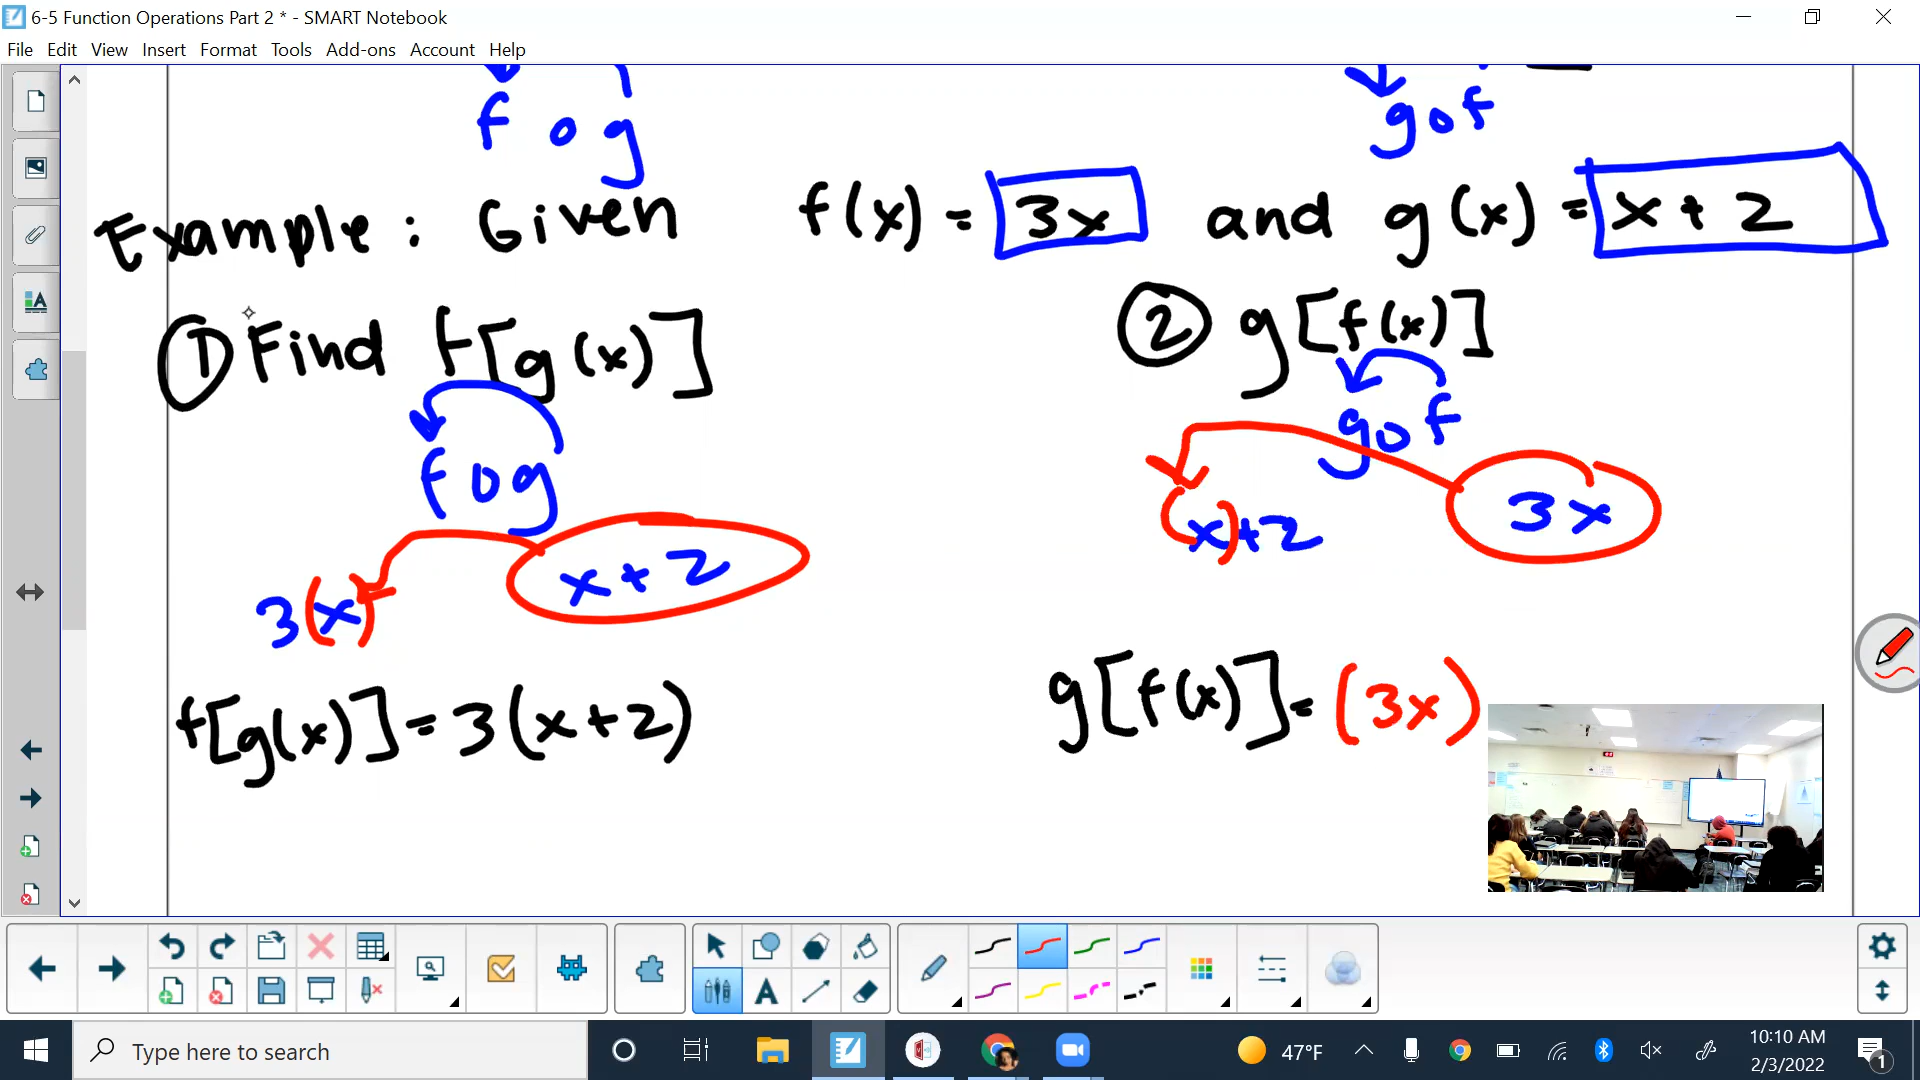 6-5 Function Operations Part 2 * - SMART Notebook
File Edit View Insert Format Tools Add-ons Account Help
f o g
g o f
Example : Given f(x) = 3x and g(x) = x + 2
① Find f[g(x)]
② g[f(x)]
f o g
g o f
3(x)
x + 2
(x)+2
3x
f[g(x)] = 3(x+2)
g[f(x)] = (3x)
A
Type here to search
47°F
10:10 AM
2/3/2022
1